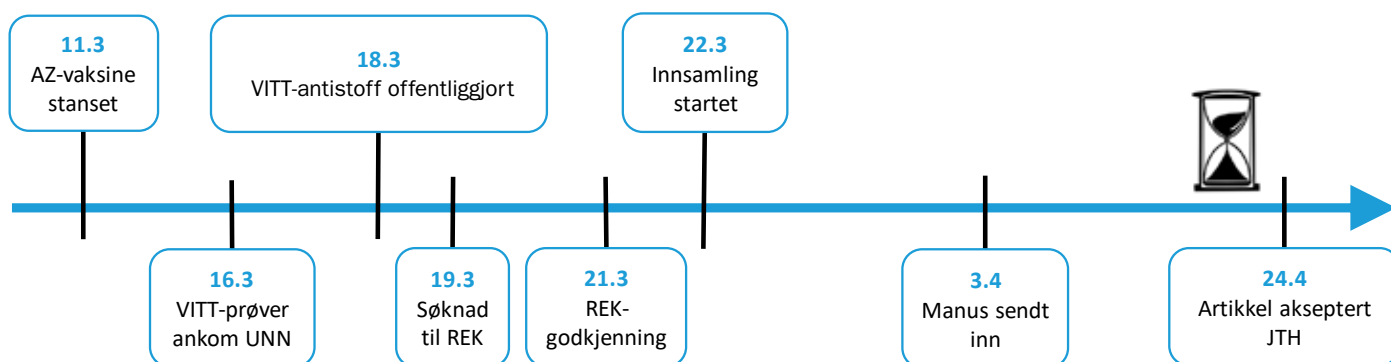 11.3
AZ-vaksine
stanset
18.3
VITT-antistoff offentliggjort
22.3
Innsamling
startet
16.3
VITT-prøver
ankom UNN
19.3
Søknad
til REK
21.3
REK-
godkjenning
3.4
Manus sendt
inn
24.4
Artikkel akseptert
JTH